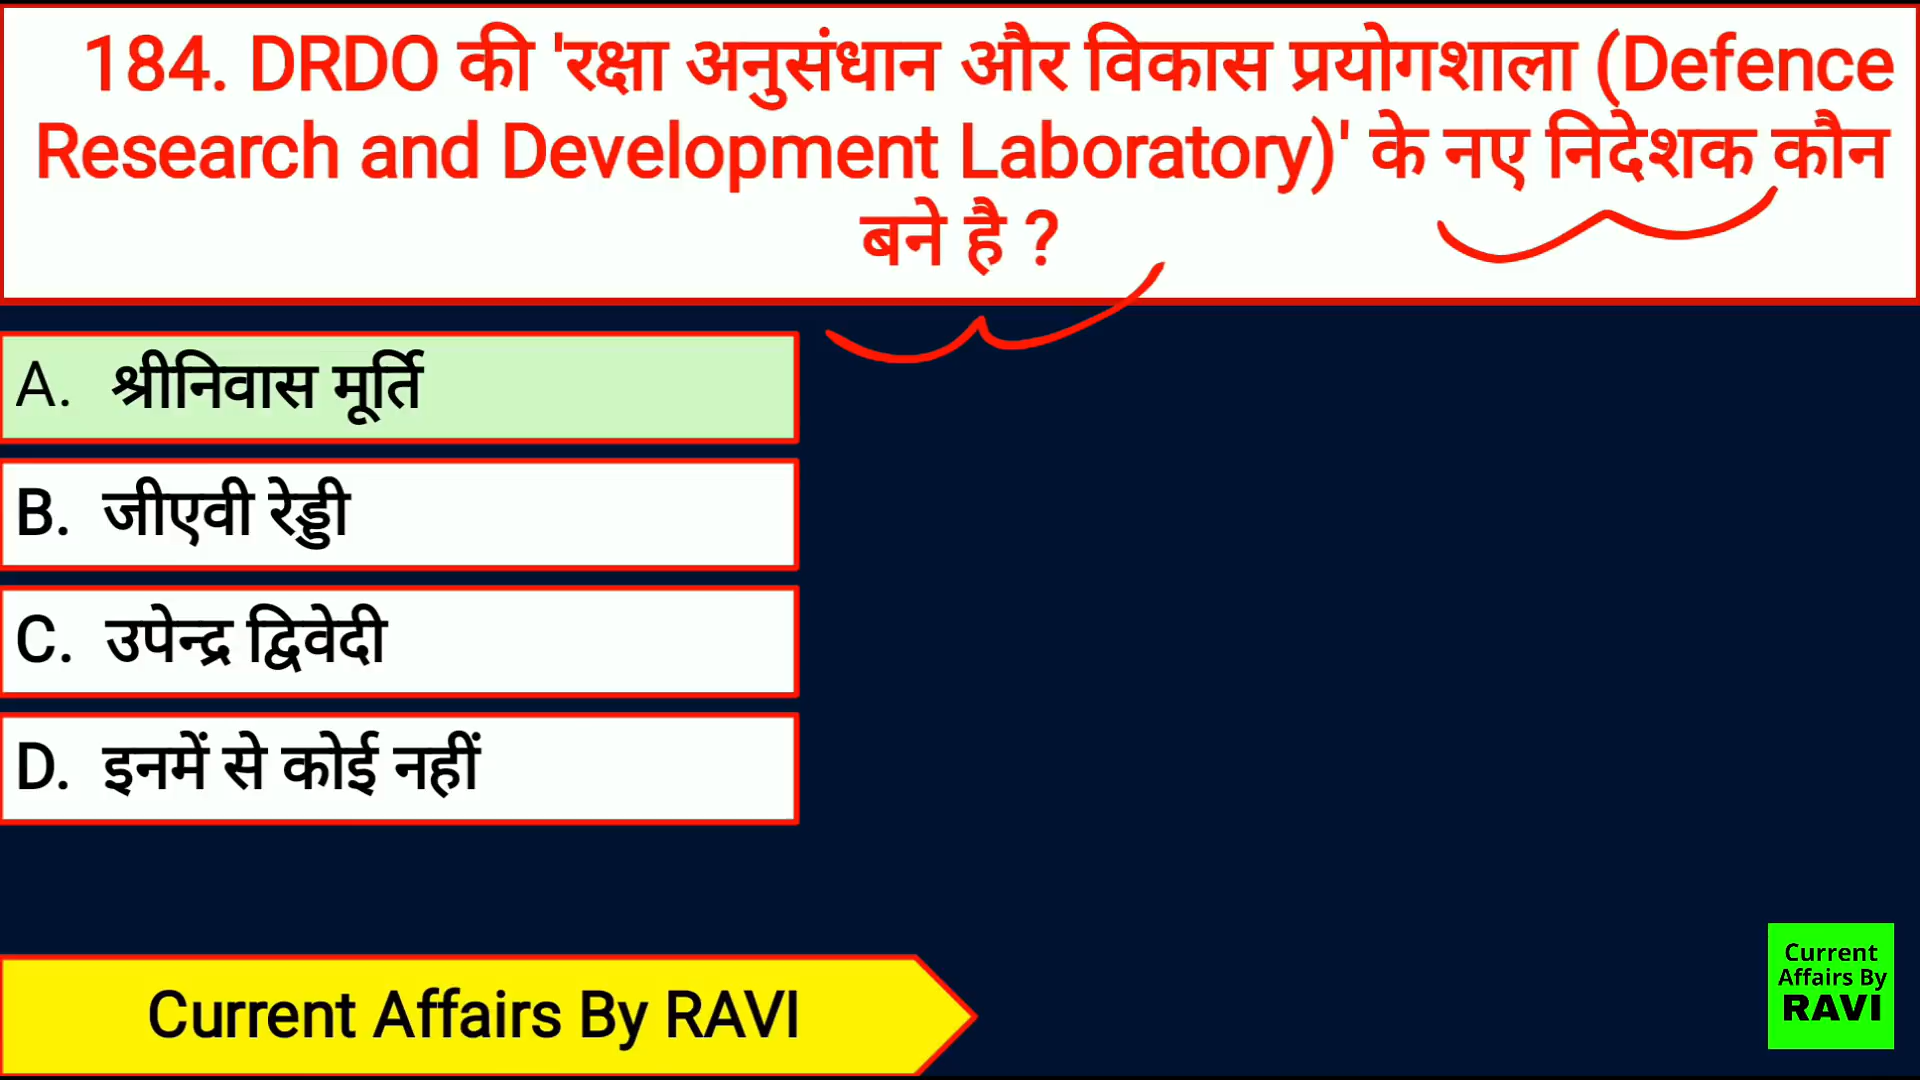 184. DRDO की 'रक्षा अनुसंधान और विकास प्रयोगशाला (Defence
Research and Development Laboratory)' के नए निदेशक कौन
बने है ?
A. श्रीनिवास मूर्ति
B. जीएवी रेड्डी
C. उपेन्द्र द्विवेदी
D. इनमें से कोई नहीं
Current Affairs By RAVI
Current
Affairs By
RAVI